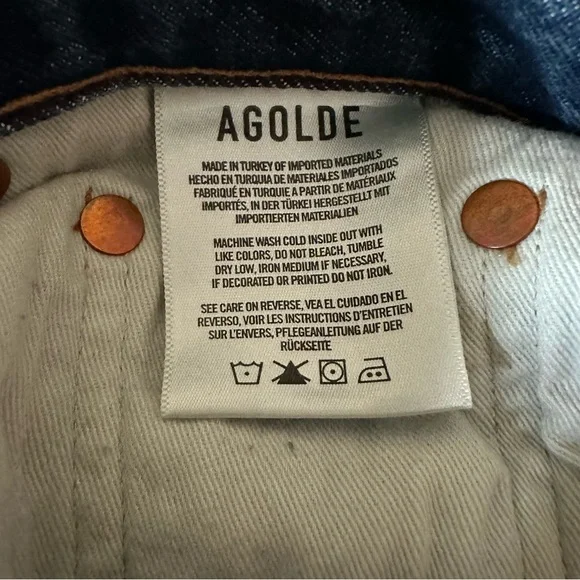 AGOLDE
MADE IN TURKEY OF IMPORTED MATERIALS
HECHO EN TURQUIA DE MATERIALES IMPORTADOS
FABRIQUÉ EN TURQUIE A PARTIR DE MATÉRIAUX
IMPORTÉS, IN DER TÜRKEI HERGESTELLT MIT
IMPORTIERTEN MATERIALIEN
MACHINE WASH COLD INSIDE OUT WITH
LIKE COLORS, DO NOT BLEACH, TUMBLE
DRY LOW, IRON MEDIUM IF NECESSARY,
IF DECORATED OR PRINTED DO NOT IRON.
SEE CARE ON REVERSE, VEA EL CUIDADO EN EL
REVERSO, VOIR LES INSTRUCTIONS D'ENTRETIEN
SUR L'ENVERS, PFLEGEANLEITUNG AUF DER
RÜCKSEITE